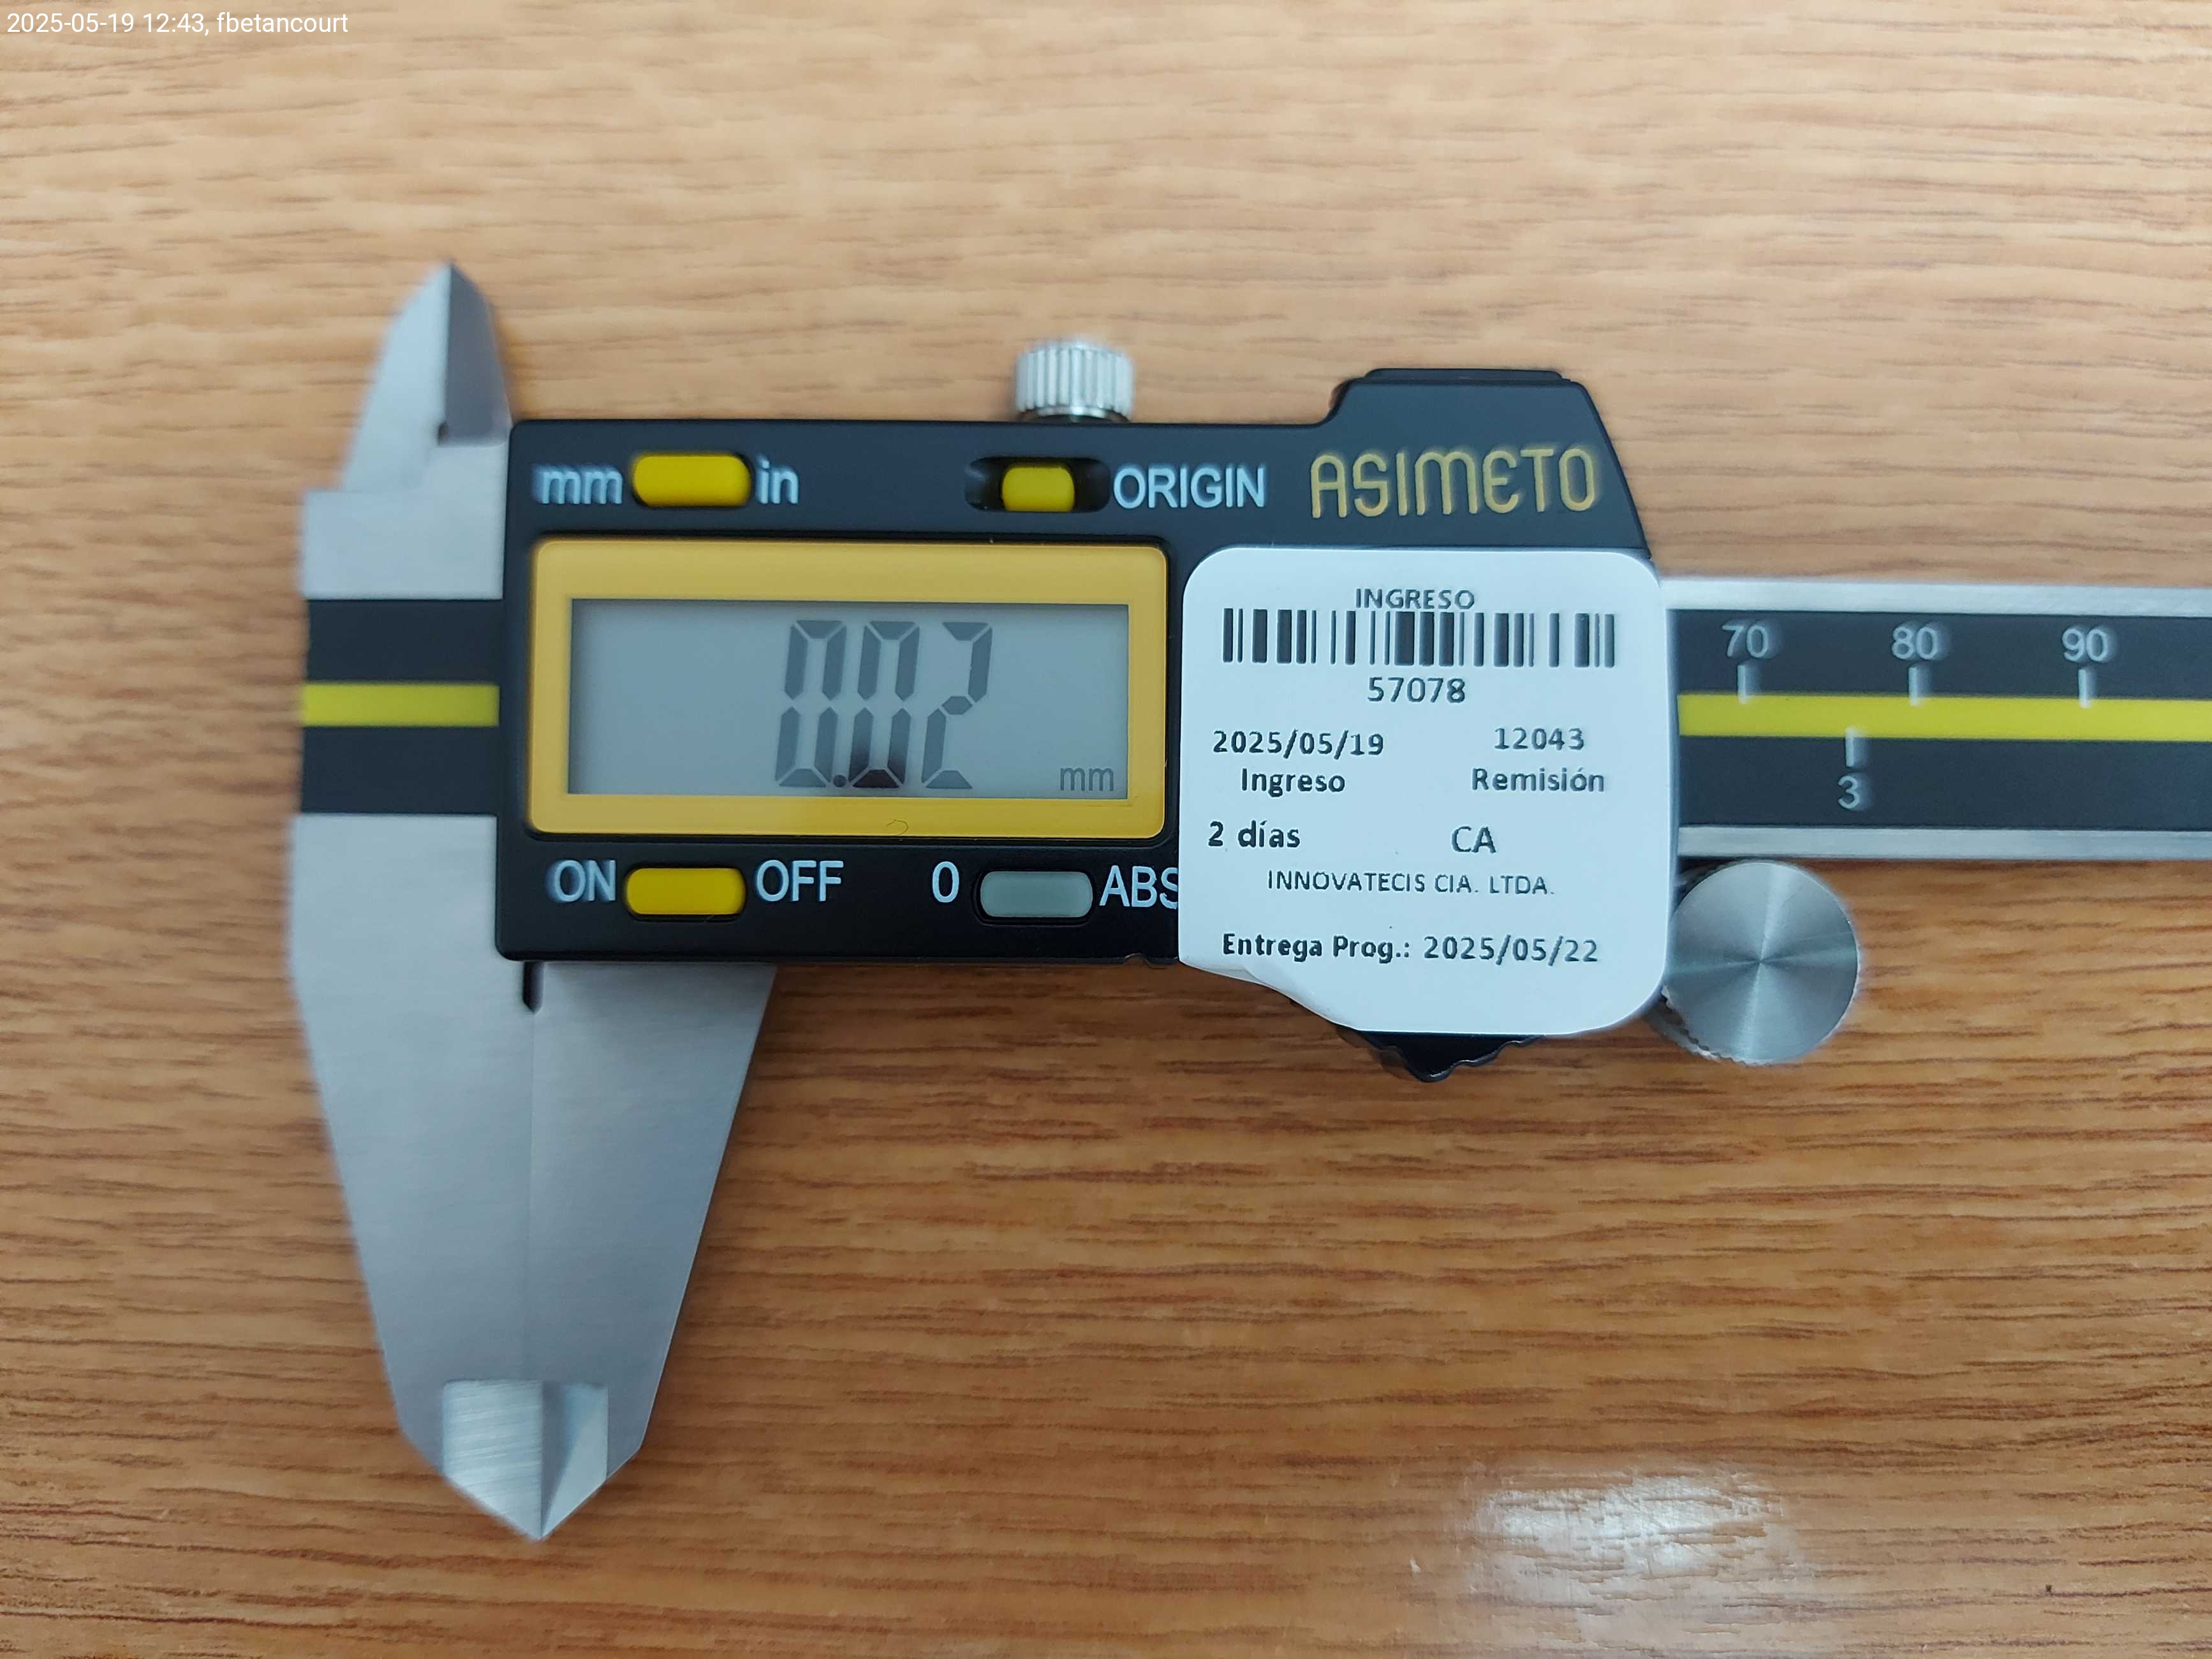 2025-05-19 12:43, fbetancourt
mm in ORIGIN ASIMETO
0.02
mm
ON OFF 0 ABS
INGRESO
57078
2025/05/19 12043
Ingreso Remisión
2 días CA
INNOVATECIS CIA. LTDA.
Entrega Prog.: 2025/05/22
70 80 90
3